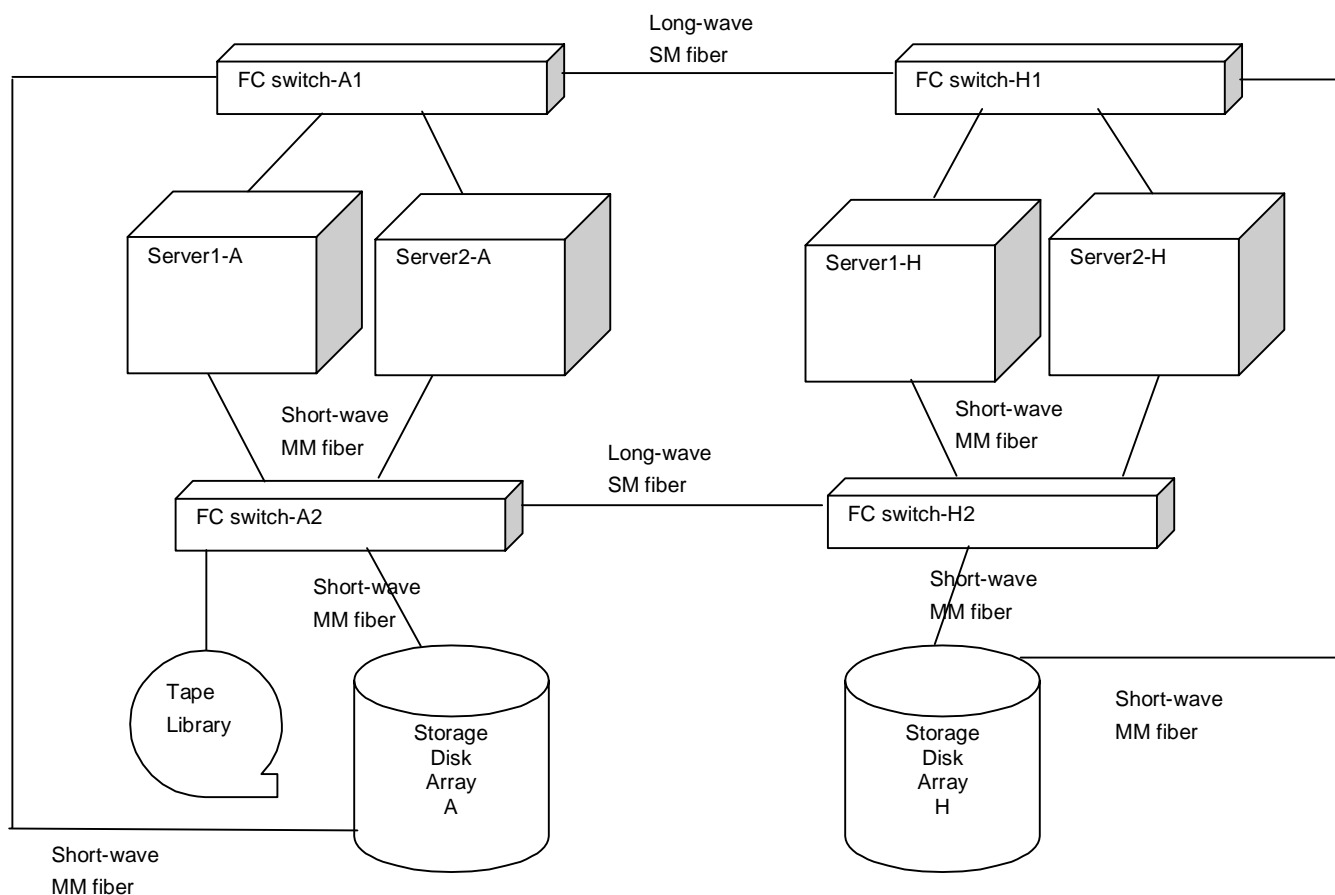 Long-wave
SM fiber
FC switch-A1
FC switch-H1
Server1-A
Server2-A
Server1-H
Server2-H
Short-wave
MM fiber
Short-wave
MM fiber
Long-wave
SM fiber
FC switch-A2
FC switch-H2
Short-wave
MM fiber
Short-wave
MM fiber
Tape
Library
Storage
Disk
Array
A
Storage
Disk
Array
H
Short-wave
MM fiber
Short-wave
MM fiber